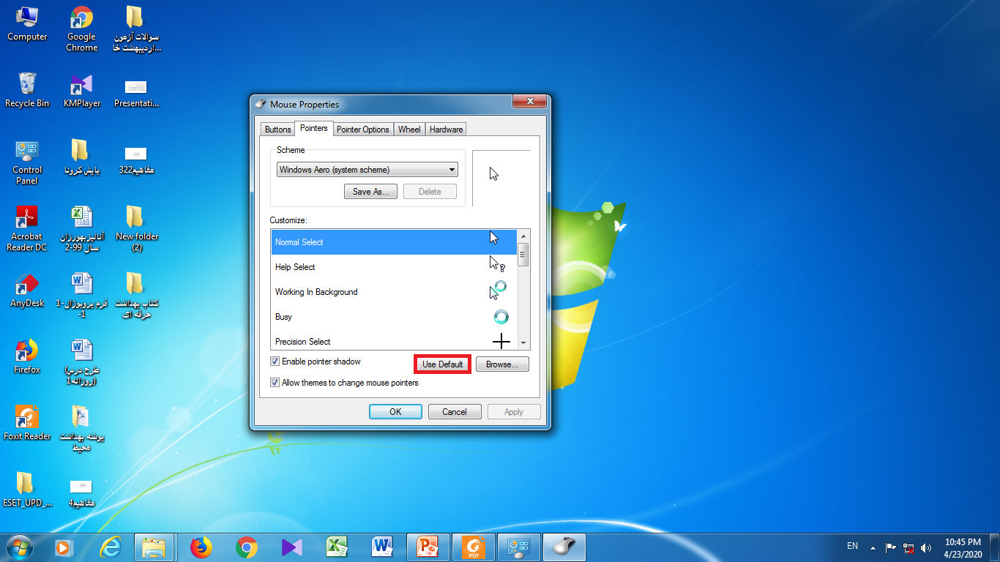 Computer
Google
Chrome
سوالات آزمون
...اردیبهشت خا
Recycle Bin
KMPlayer
Presentati...
Control
Panel
پایش کرونا
مفاهیم322
Acrobat
Reader DC
آنالیزبهورزان
سال 99-2
New folder
(2)
AnyDesk
فرم پروپوزال-1
-1
کتاب بهداشت
حرفه ای
Firefox
طرح درس(
(روزانه1
Foxit Reader
پوشه بهداشت
محیط
ESET_UPD_...
مفاهیم4
Mouse Properties
Buttons
Pointers
Pointer Options
Wheel
Hardware
Scheme
Windows Aero (system scheme)
Save As...
Delete
Customize:
Normal Select
Help Select
Working In Background
Busy
Precision Select
Enable pointer shadow
Use Default
Browse...
Allow themes to change mouse pointers
OK
Cancel
Apply
PDF
EN
10:45 PM
4/23/2020